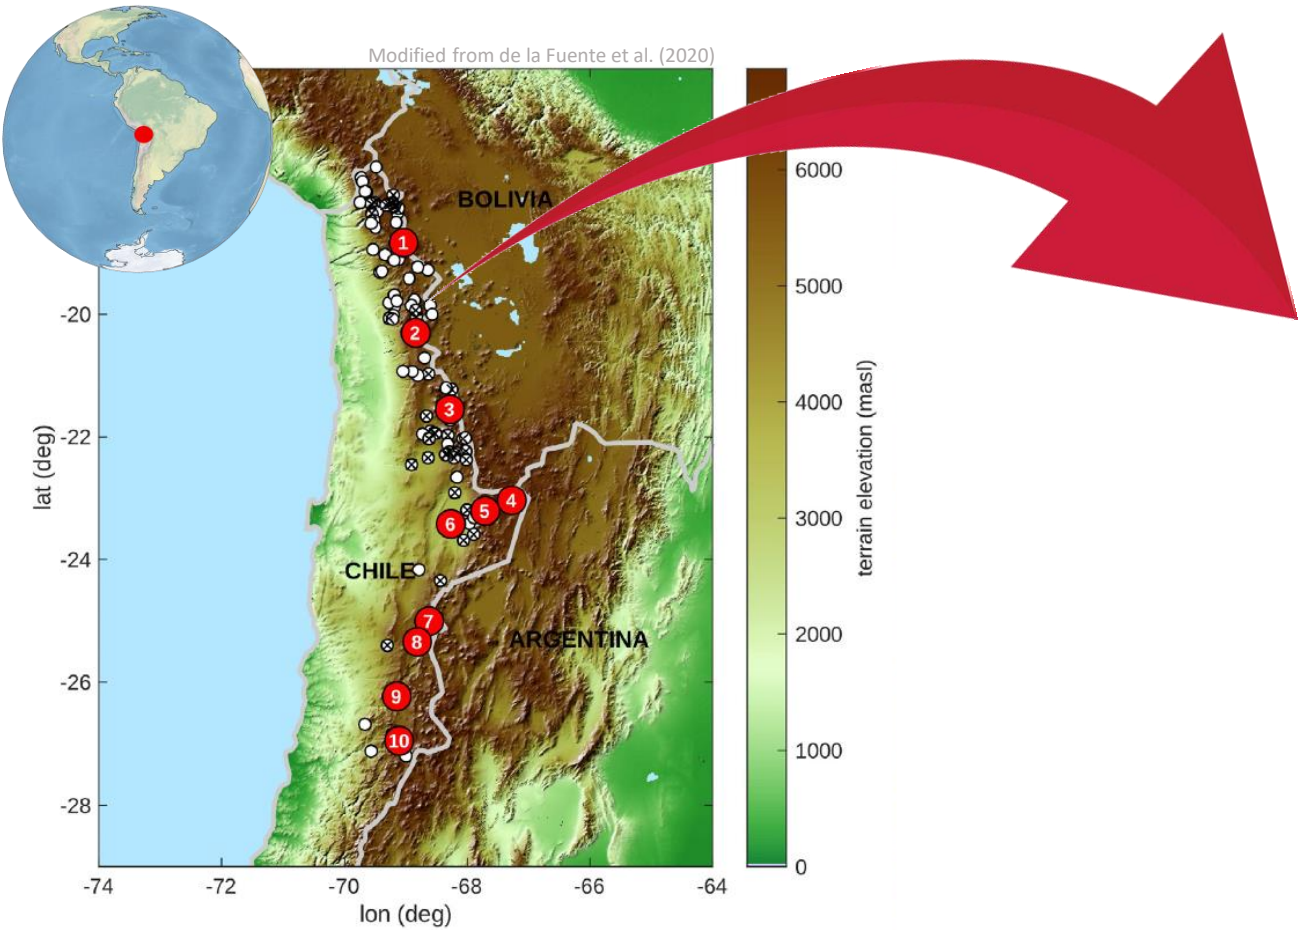 Modified from de la Fuente et al. (2020)
BOLIVIA
1
2
3
4
5
6
CHILE
7
8
ARGENTINA
9
10
-20
-22
-24
-26
-28
lat (deg)
-74 -72 -70 -68 -66 -64
lon (deg)
6000
5000
4000
3000
2000
1000
0
terrain elevation (masl)